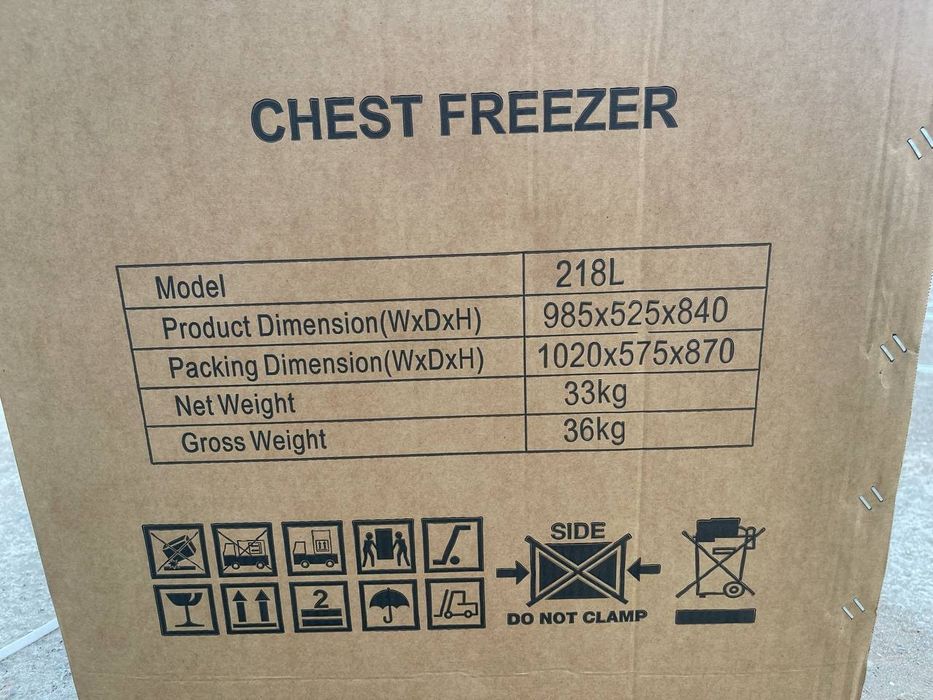 CHEST FREEZER
Model 218L
Product Dimension(WxDxH) 985x525x840
Packing Dimension(WxDxH) 1020x575x870
Net Weight 33kg
Gross Weight 36kg
SIDE
2
DO NOT CLAMP